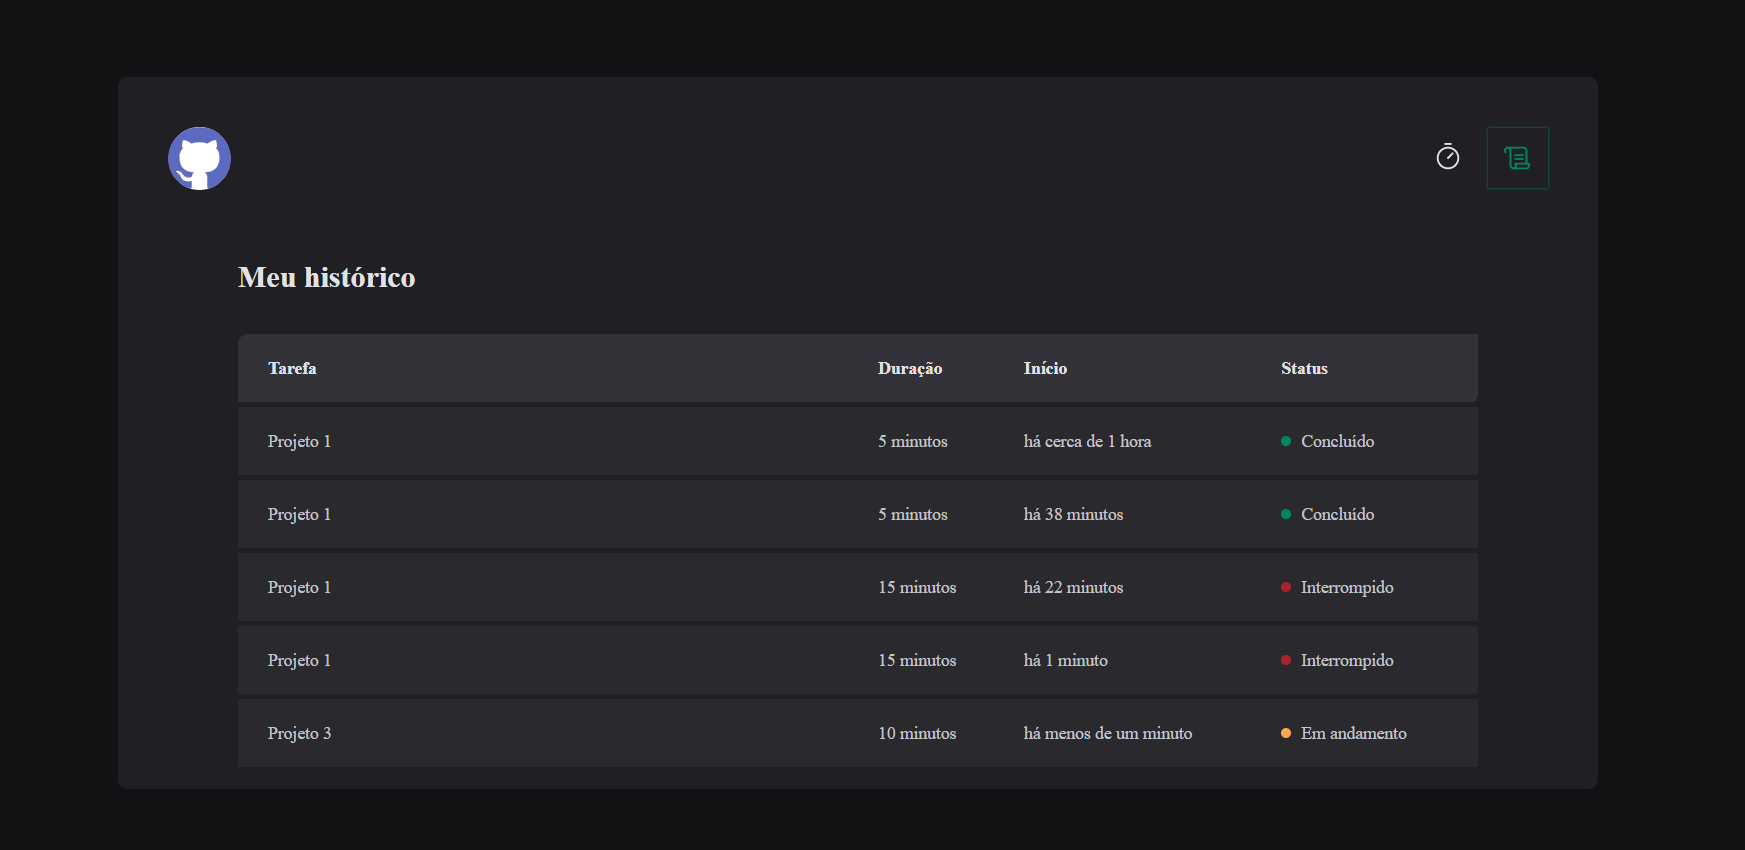 Meu histórico
Tarefa Duração Início Status
Projeto 1 5 minutos há cerca de 1 hora Concluído
Projeto 1 5 minutos há 38 minutos Concluído
Projeto 1 15 minutos há 22 minutos Interrompido
Projeto 1 15 minutos há 1 minuto Interrompido
Projeto 3 10 minutos há menos de um minuto Em andamento